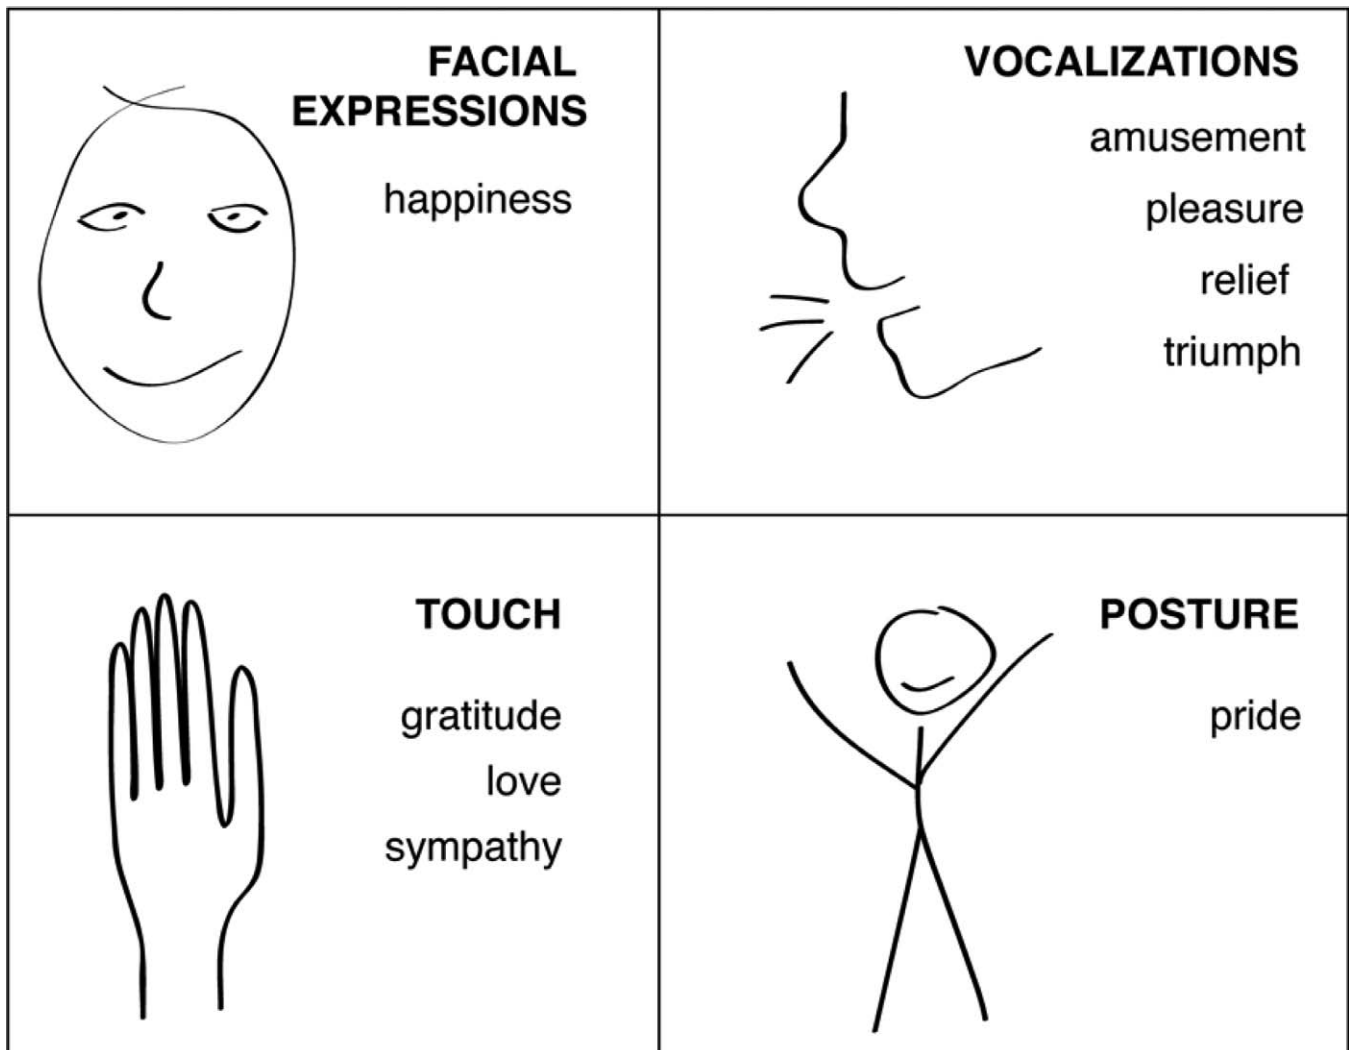 FACIAL
EXPRESSIONS
happiness
VOCALIZATIONS
amusement
pleasure
relief
triumph
TOUCH
gratitude
love
sympathy
POSTURE
pride